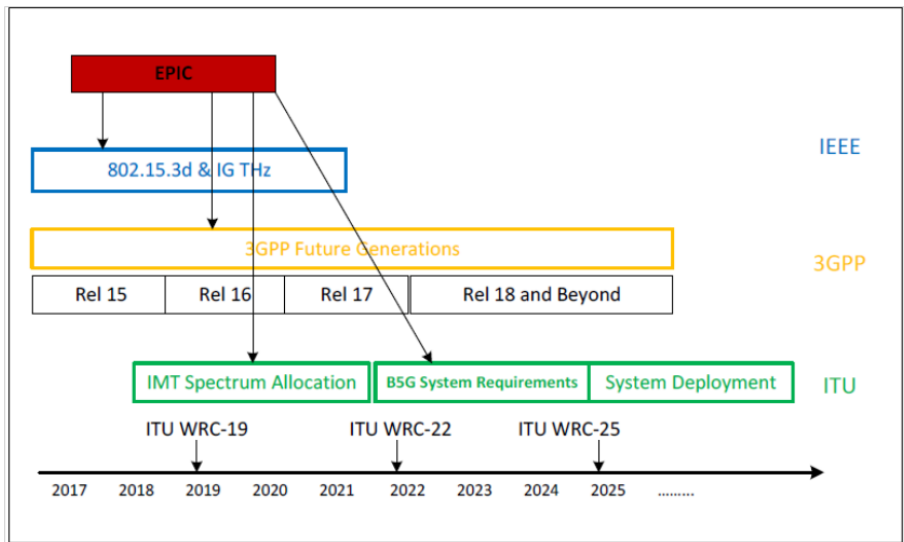 EPIC
IEEE
802.15.3d & IG THz
3GPP Future Generations
3GPP
Rel 15 Rel 16 Rel 17 Rel 18 and Beyond
IMT Spectrum Allocation B5G System Requirements System Deployment ITU
ITU WRC-19 ITU WRC-22 ITU WRC-25
2017 2018 2019 2020 2021 2022 2023 2024 2025 .........